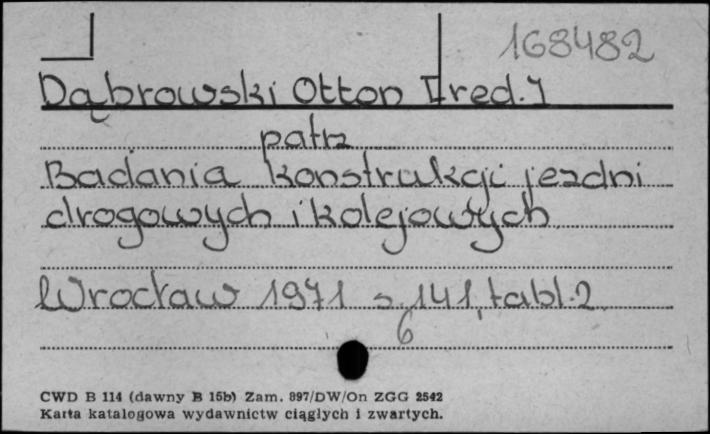 168482
Dąbrowski Otton [red.]
patrz
Badania konstrukcji jezdni
drogowych i kolejowych
Wrocław 1971 s. 141, tabl. 2
6
CWD B 114 (dawny B 15b) Zam. 897/DW/On ZGG 2542
Karta katalogowa wydawnictw ciągłych i zwartych.